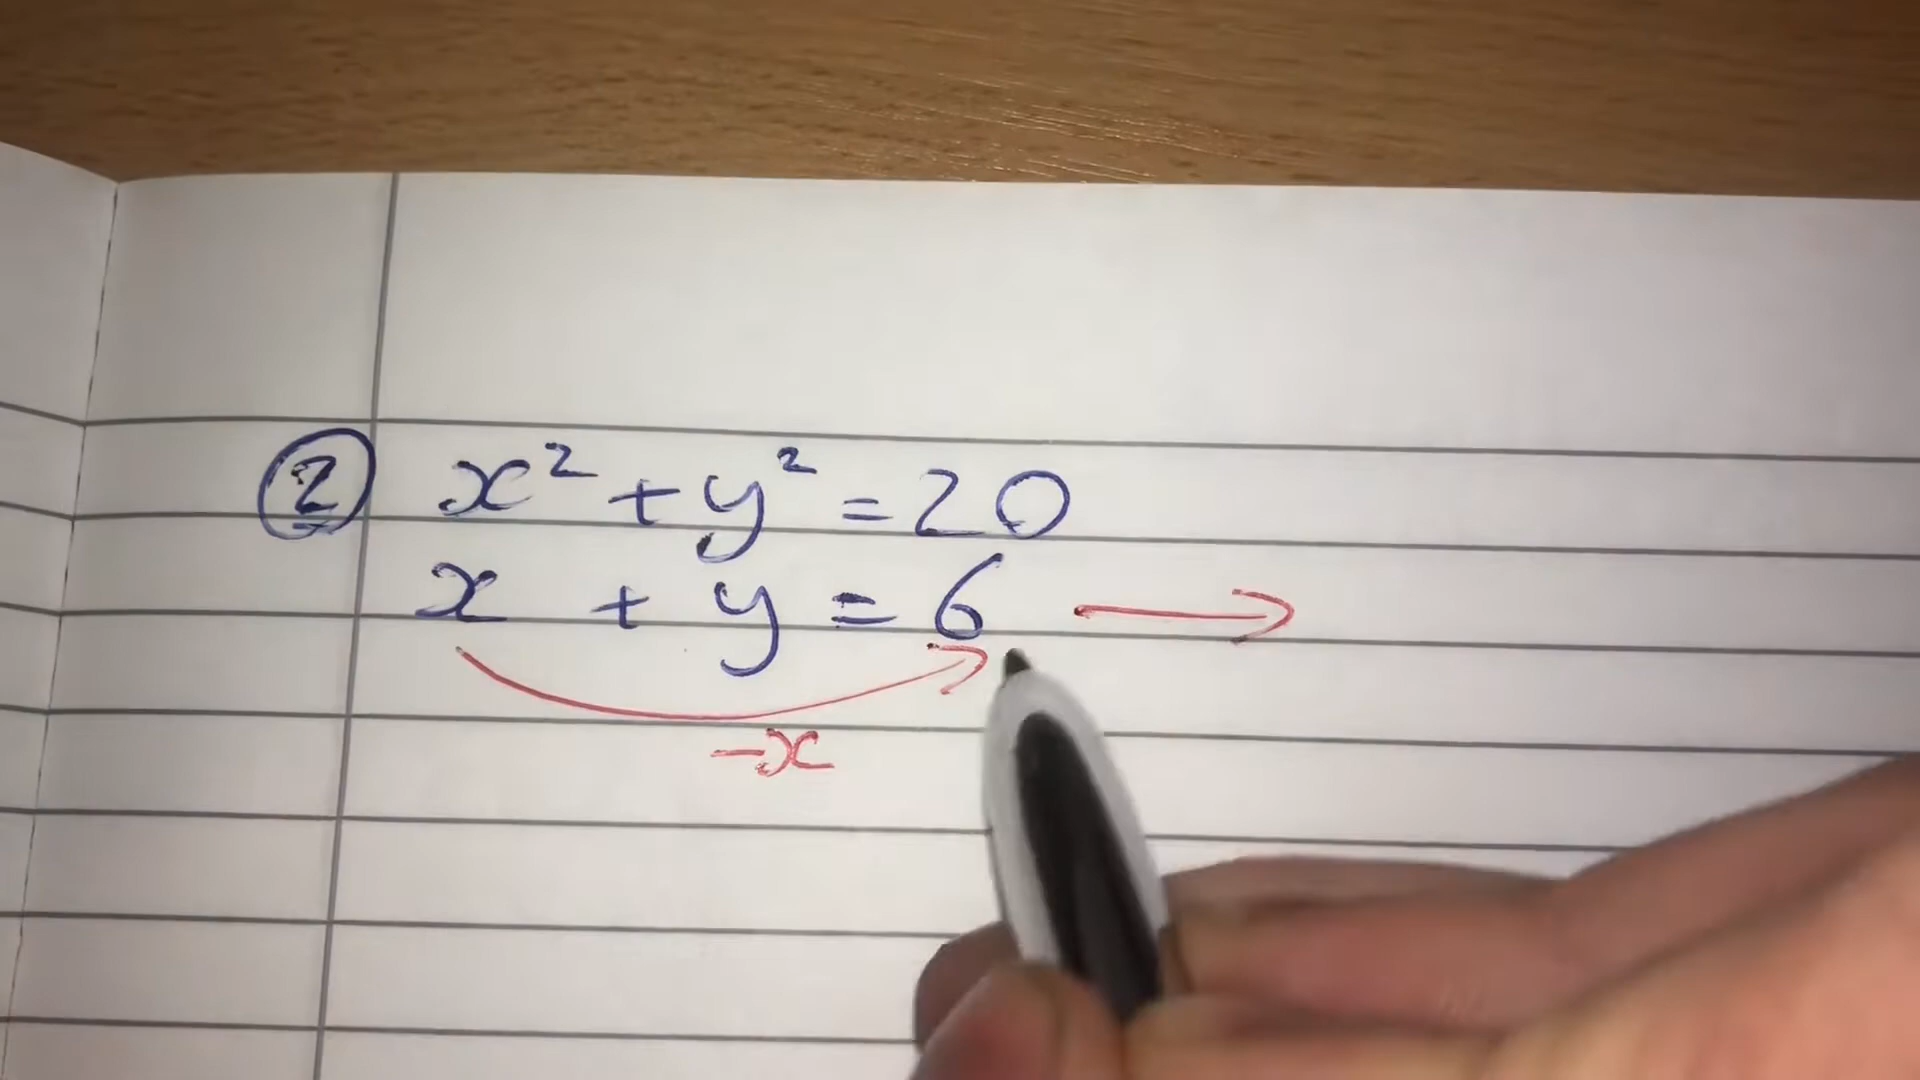 ② x² + y² = 20
x + y = 6 →
-x